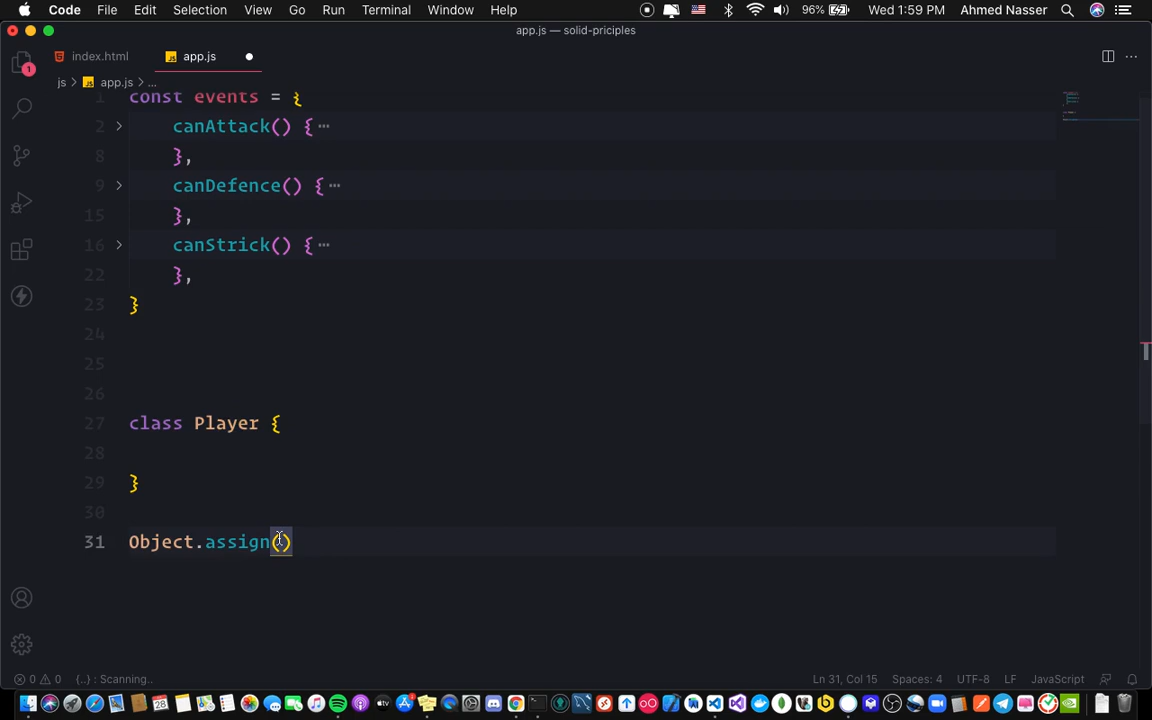 Code File Edit Selection View Go Run Terminal Window Help 96% Wed 1:59 PM Ahmed Nasser
app.js — solid-priciples
index.html app.js
js > app.js > ...
1 const events = {
2 canAttack() { ···
8 },
9 canDefence() { ···
15 },
16 canStrick() { ···
22 },
23 }
24
25
26
27 class Player {
28
29 }
30
31 Object.assign()
0 0 {..} : Scanning.. Ln 31, Col 15 Spaces: 4 UTF-8 LF JavaScript